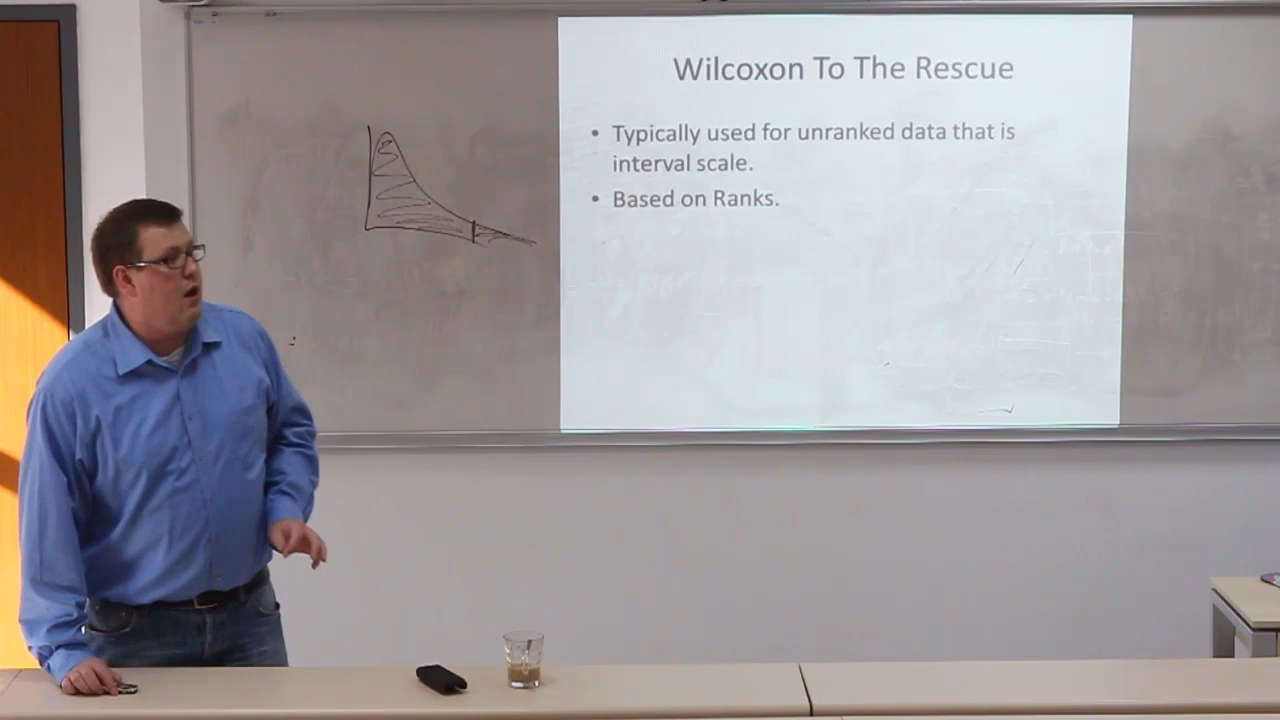 Wilcoxon To The Rescue
• Typically used for unranked data that is
interval scale.
• Based on Ranks.